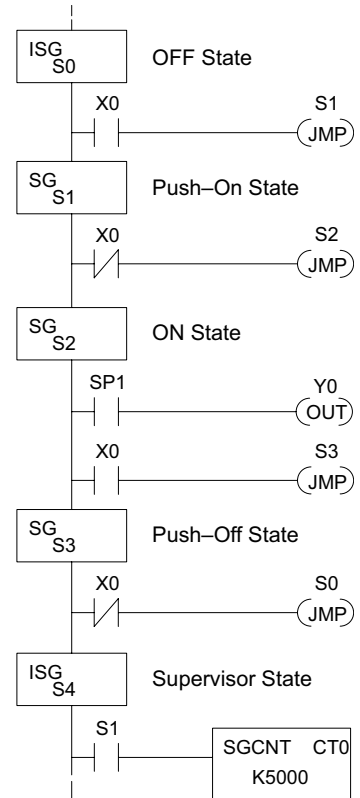 ISG
S0
OFF State
X0
S1
JMP
SG
S1
Push–On State
X0
S2
JMP
SG
S2
ON State
SP1
Y0
OUT
X0
S3
JMP
SG
S3
Push–Off State
X0
S0
JMP
ISG
S4
Supervisor State
S1
SGCNT CT0
K5000